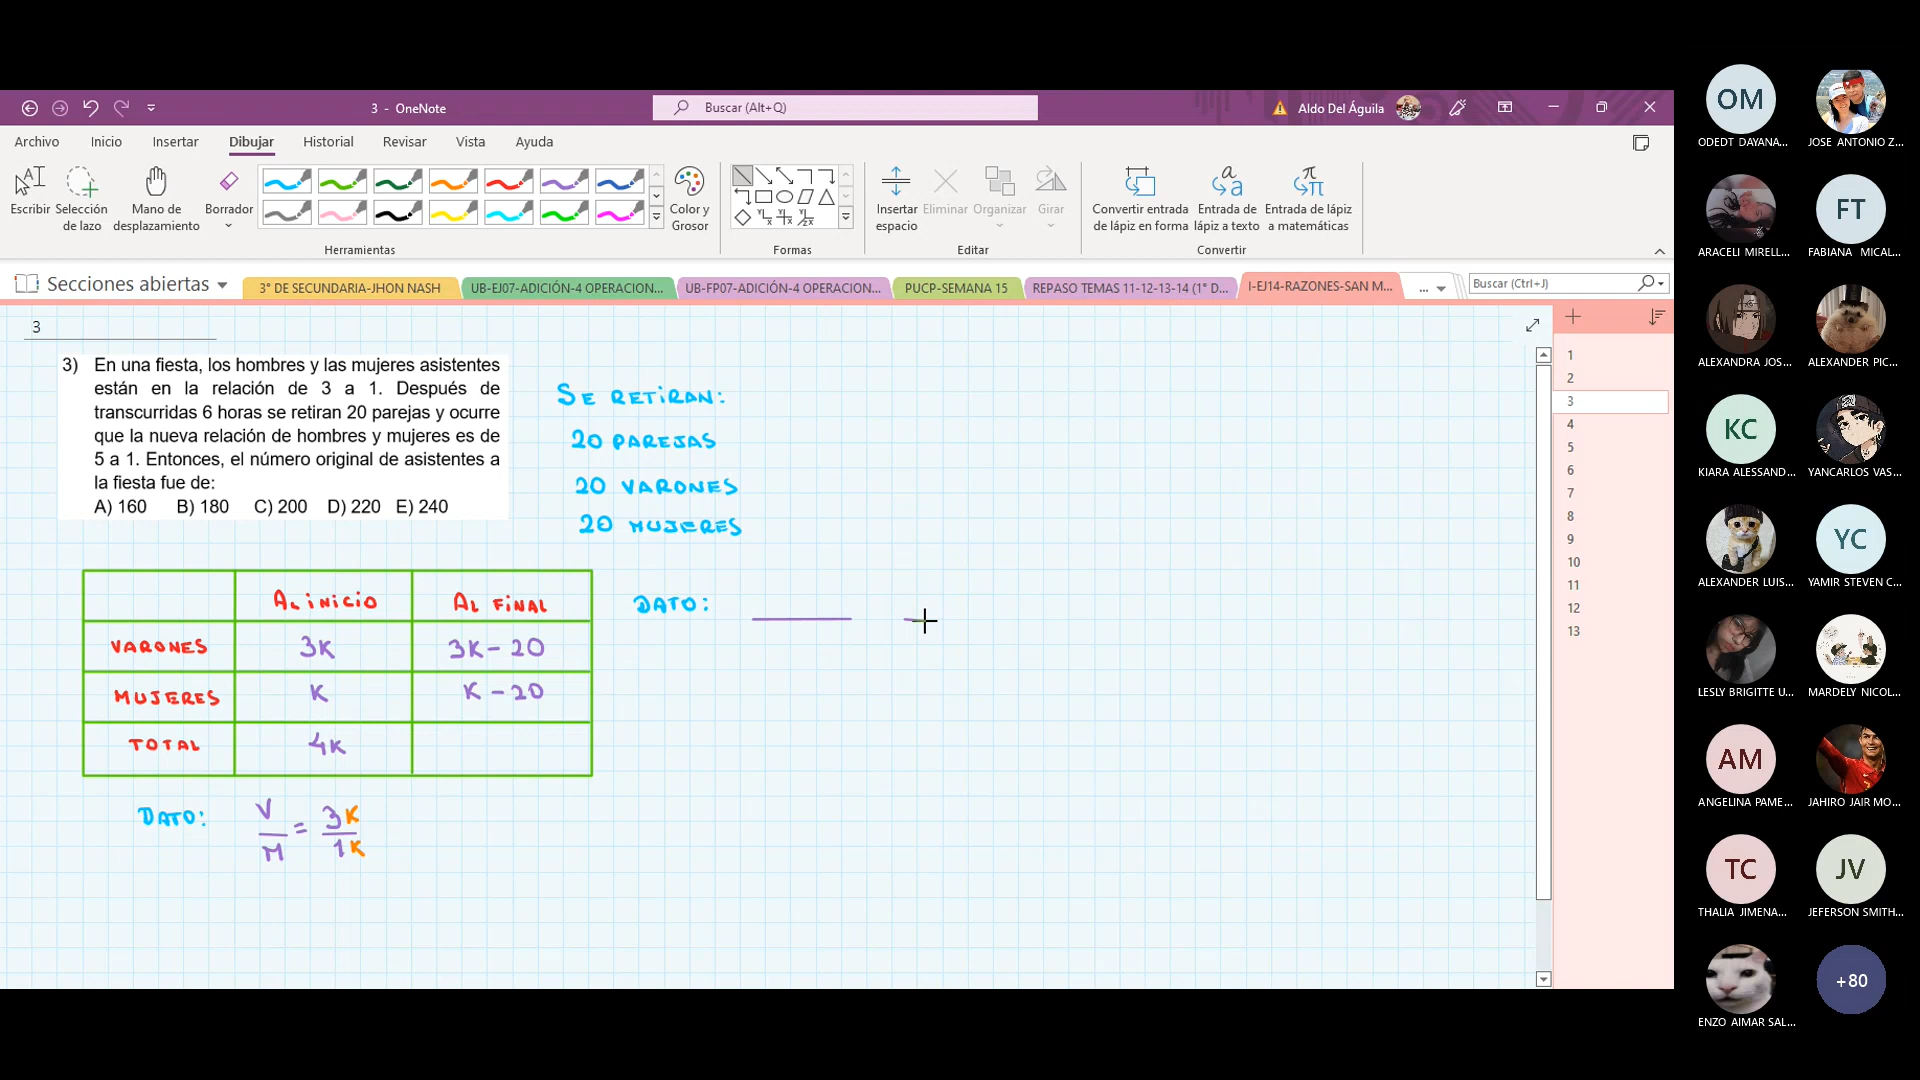 3 - OneNote
Buscar (Alt+Q)
Aldo Del Águila
Archivo Inicio Insertar Dibujar Historial Revisar Vista Ayuda
Escribir
Selección de lazo
Mano de desplazamiento
Borrador
Color y Grosor
Insertar espacio
Eliminar
Organizar
Girar
Convertir entrada de lápiz en forma
Entrada de lápiz a texto
Entrada de lápiz a matemáticas
Herramientas
Formas
Editar
Convertir
Secciones abiertas
3° DE SECUNDARIA-JHON NASH
UB-EJ07-ADICIÓN-4 OPERACION...
UB-FP07-ADICIÓN-4 OPERACION...
PUCP-SEMANA 15
REPASO TEMAS 11-12-13-14 (1° D...
I-EJ14-RAZONES-SAN M...
...
Buscar (Ctrl+J)
3
3) En una fiesta, los hombres y las mujeres asistentes
están en la relación de 3 a 1. Después de
transcurridas 6 horas se retiran 20 parejas y ocurre
que la nueva relación de hombres y mujeres es de
5 a 1. Entonces, el número original de asistentes a
la fiesta fue de:
A) 160 B) 180 C) 200 D) 220 E) 240
SE RETIRAN:
20 PAREJAS
20 VARONES
20 MUJERES
AL INICIO AL FINAL
VARONES 3K 3K - 20
MUJERES K K - 20
TOTAL 4K
DATO:
DATO: V/M = 3K/1K
1
2
3
4
5
6
7
8
9
10
11
12
13
OM
ODEDT DAYANA...
JOSE ANTONIO Z...
ARACELI MIRELL...
FT
FABIANA MICAL...
ALEXANDRA JOS...
ALEXANDER PIC...
KC
KIARA ALESSAND...
YANCARLOS VAS...
ALEXANDER LUIS...
YC
YAMIR STEVEN C...
LESLY BRIGITTE U...
MARDELY NICOL...
AM
ANGELINA PAME...
JAHIRO JAIR MO...
TC
THALIA JIMENA...
JV
JEFERSON SMITH...
ENZO AIMAR SAL...
+80